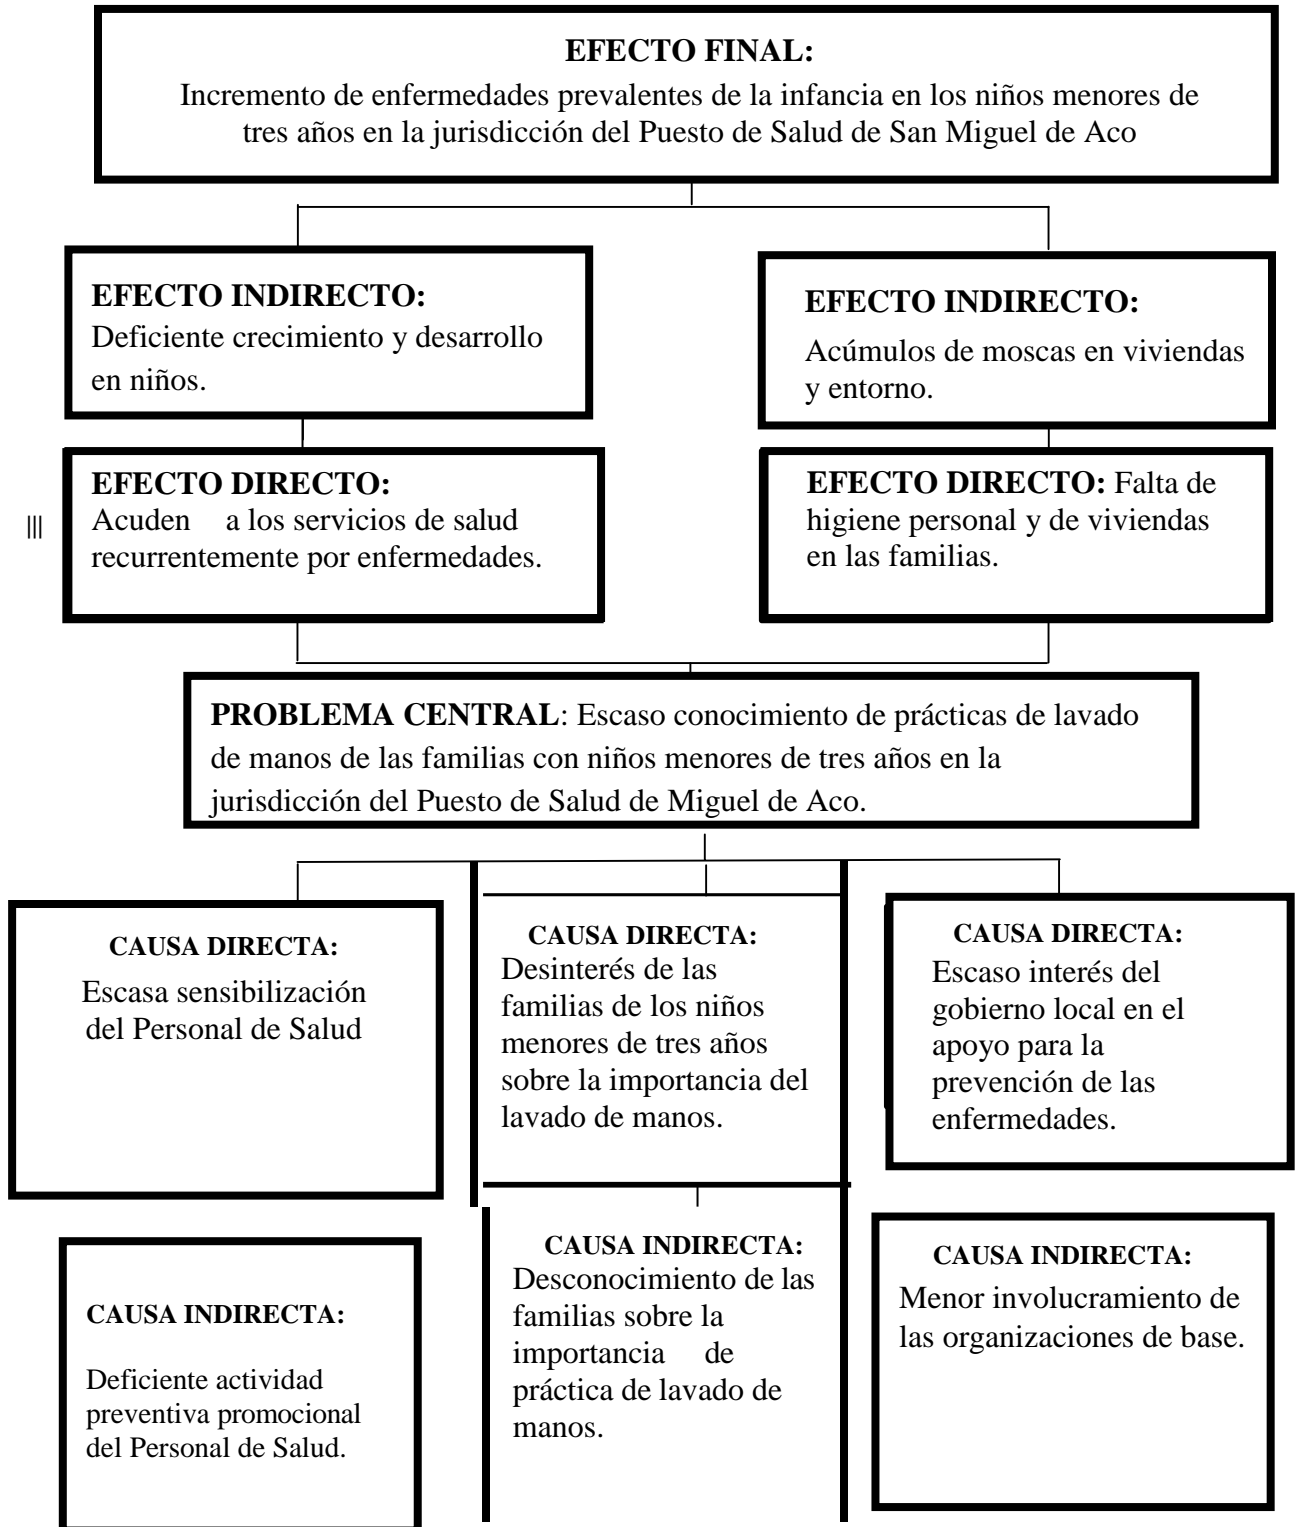 EFECTO FINAL:
Incremento de enfermedades prevalentes de la infancia en los niños menores de
tres años en la jurisdicción del Puesto de Salud de San Miguel de Aco
EFECTO INDIRECTO:
Deficiente crecimiento y desarrollo
en niños.
EFECTO INDIRECTO:
Acúmulos de moscas en viviendas
y entorno.
EFECTO DIRECTO:
Acuden a los servicios de salud
recurrentemente por enfermedades.
EFECTO DIRECTO: Falta de
higiene personal y de viviendas
en las familias.
|||
PROBLEMA CENTRAL: Escaso conocimiento de prácticas de lavado
de manos de las familias con niños menores de tres años en la
jurisdicción del Puesto de Salud de Miguel de Aco.
CAUSA DIRECTA:
Escasa sensibilización
del Personal de Salud
CAUSA DIRECTA:
Desinterés de las
familias de los niños
menores de tres años
sobre la importancia del
lavado de manos.
CAUSA DIRECTA:
Escaso interés del
gobierno local en el
apoyo para la
prevención de las
enfermedades.
CAUSA INDIRECTA:
Deficiente actividad
preventiva promocional
del Personal de Salud.
CAUSA INDIRECTA:
Desconocimiento de las
familias sobre la
importancia de
práctica de lavado de
manos.
CAUSA INDIRECTA:
Menor involucramiento de
las organizaciones de base.